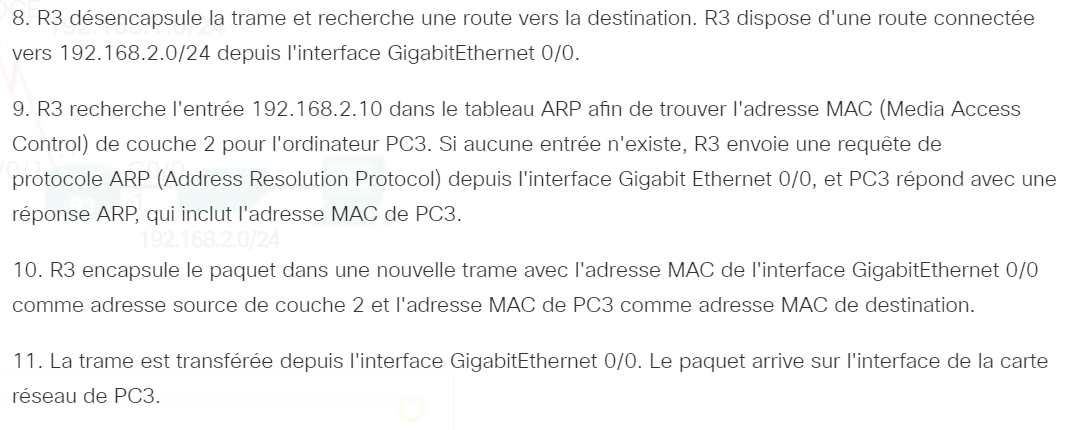 8. R3 désencapsule la trame et recherche une route vers la destination. R3 dispose d'une route connectée
vers 192.168.2.0/24 depuis l'interface GigabitEthernet 0/0.
9. R3 recherche l'entrée 192.168.2.10 dans le tableau ARP afin de trouver l'adresse MAC (Media Access
Control) de couche 2 pour l'ordinateur PC3. Si aucune entrée n'existe, R3 envoie une requête de
protocole ARP (Address Resolution Protocol) depuis l'interface Gigabit Ethernet 0/0, et PC3 répond avec une
réponse ARP, qui inclut l'adresse MAC de PC3.
192.168.2.0/24
10. R3 encapsule le paquet dans une nouvelle trame avec l'adresse MAC de l'interface GigabitEthernet 0/0
comme adresse source de couche 2 et l'adresse MAC de PC3 comme adresse MAC de destination.
11. La trame est transférée depuis l'interface GigabitEthernet 0/0. Le paquet arrive sur l'interface de la carte
réseau de PC3.